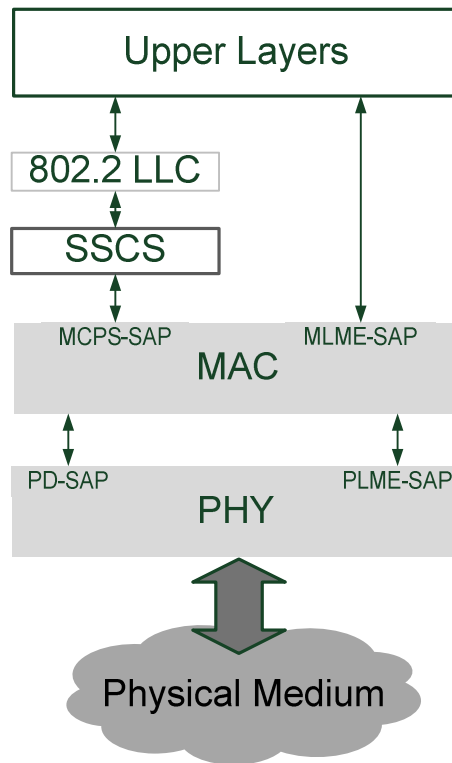 Upper Layers
802.2 LLC
SSCS
MCPS-SAP
MLME-SAP
MAC
PD-SAP
PLME-SAP
PHY
Physical Medium